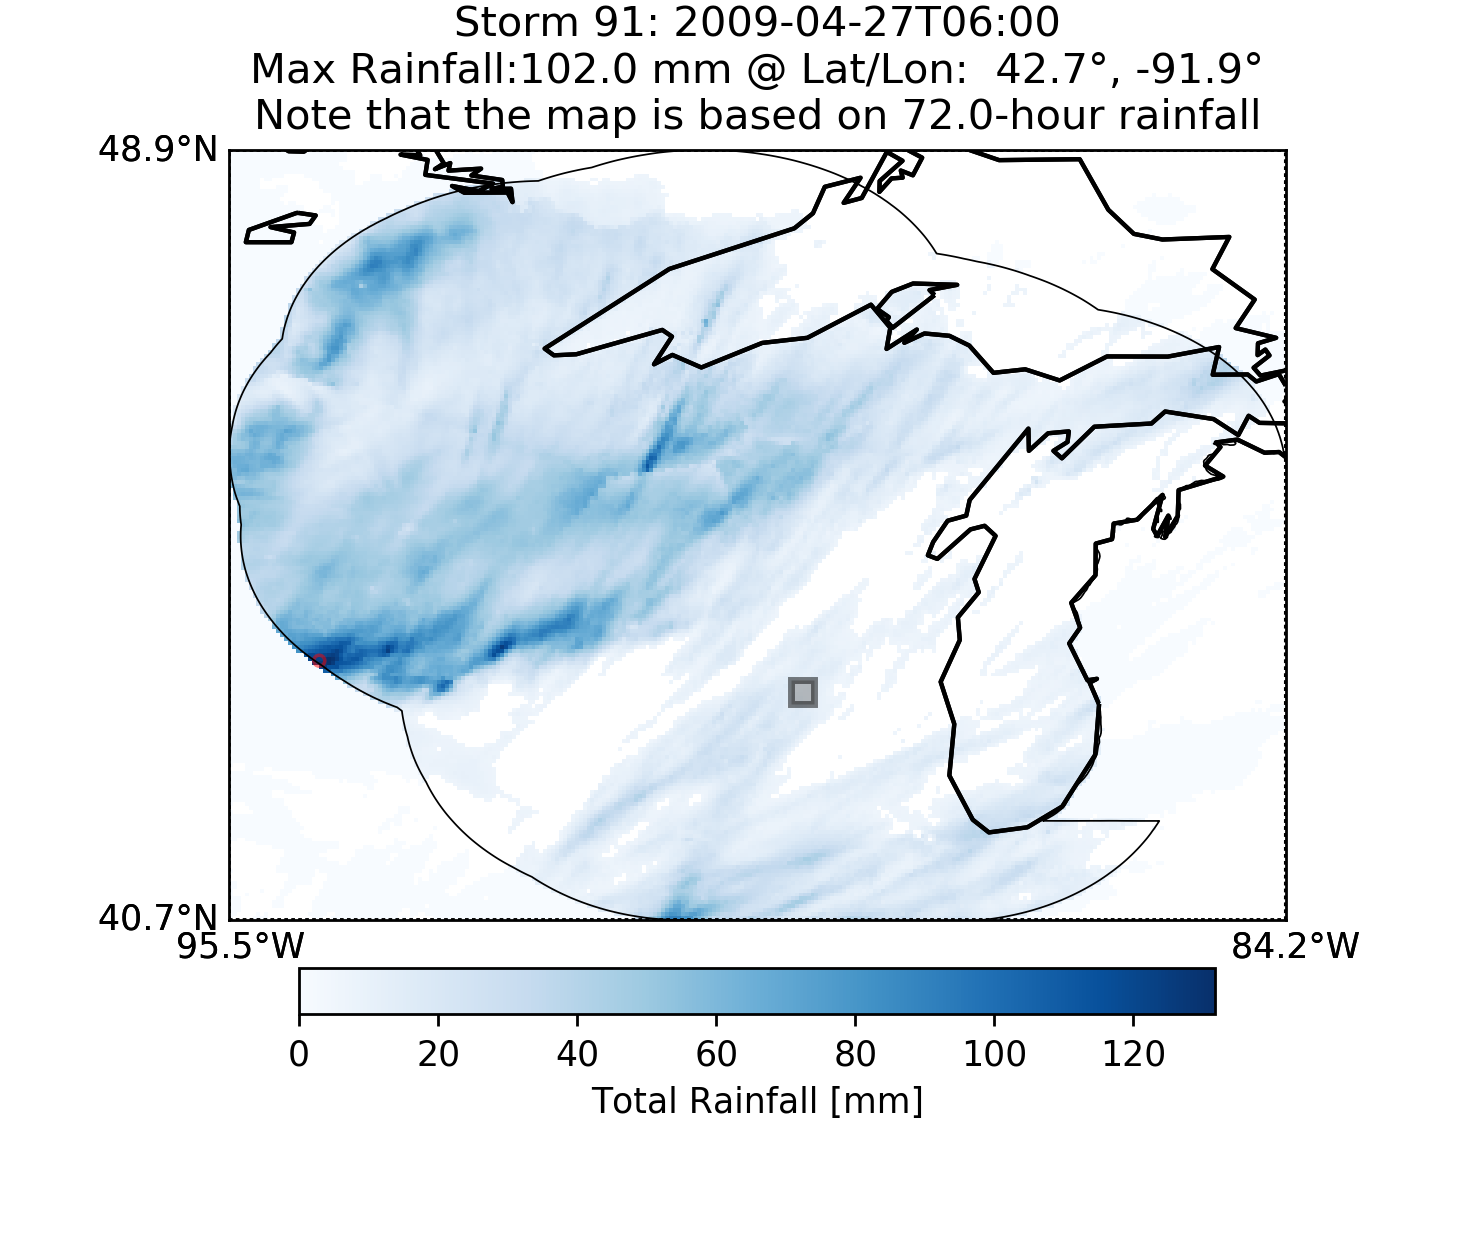 Storm 91: 2009-04-27T06:00
Max Rainfall:102.0 mm @ Lat/Lon:  42.7°, -91.9°
Note that the map is based on 72.0-hour rainfall
48.9°N
40.7°N
95.5°W 84.2°W
0 20 40 60 80 100 120
Total Rainfall [mm]